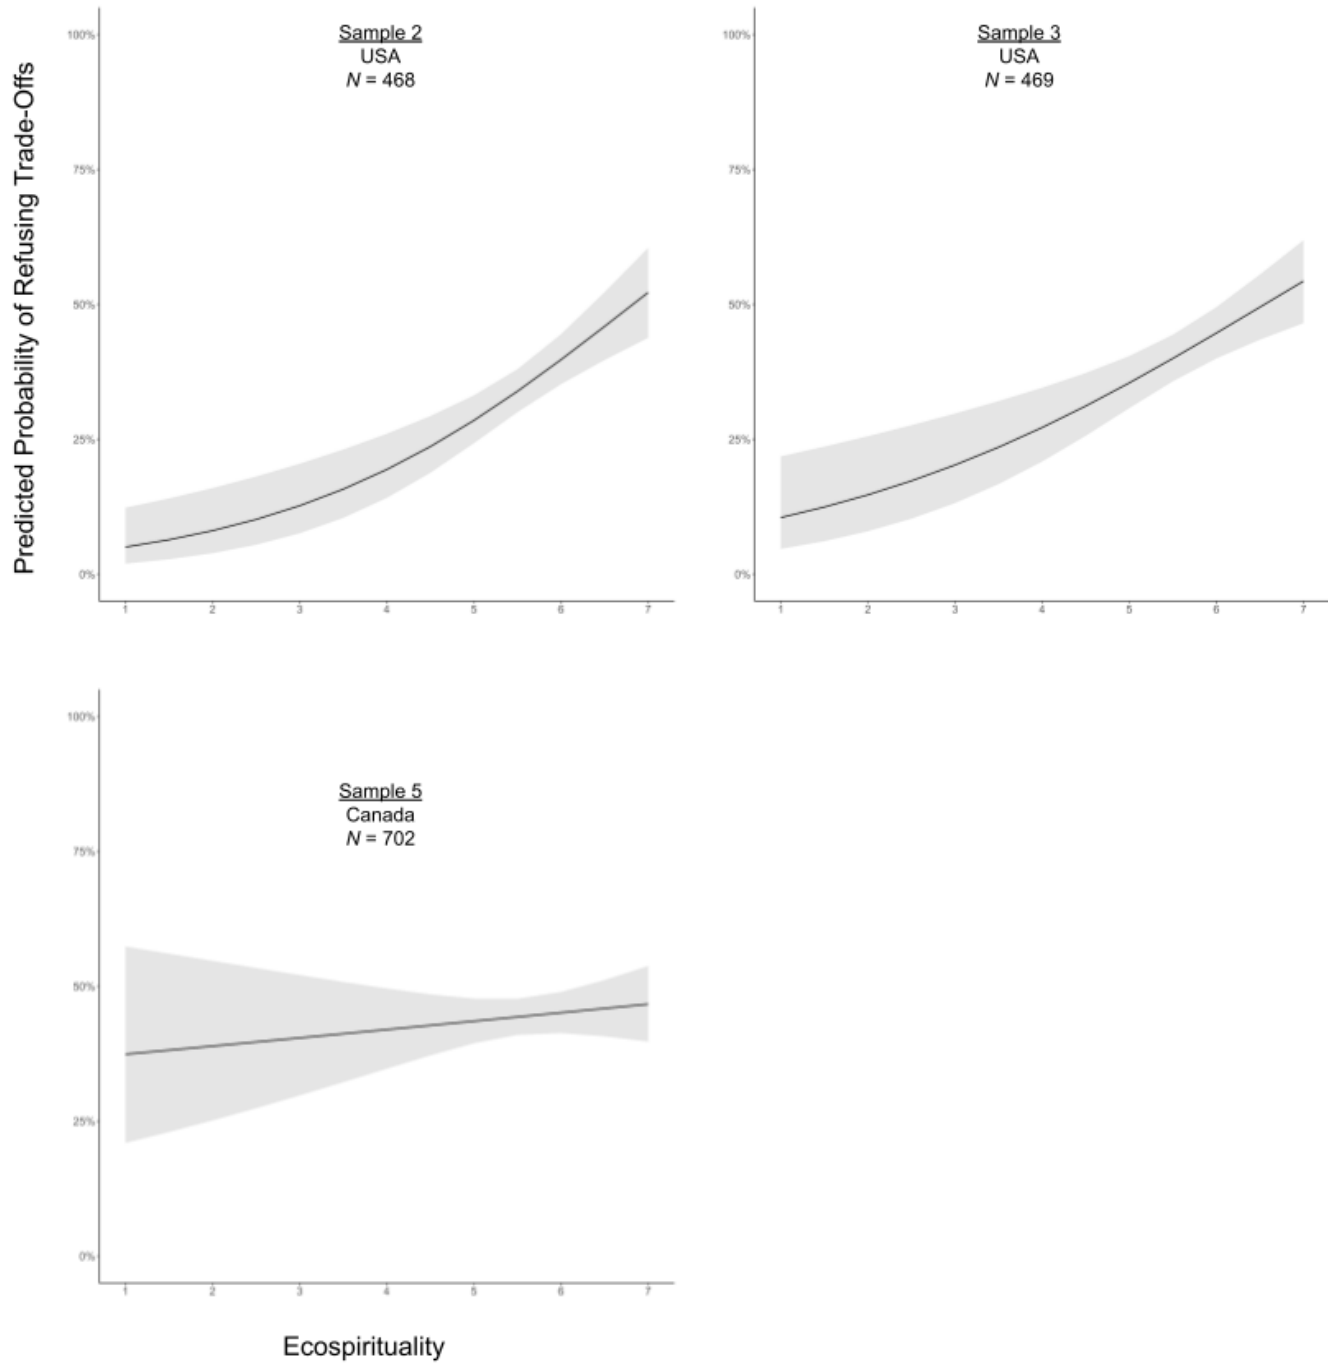 Predicted Probability of Refusing Trade-Offs
Sample 2
USA
N = 468
100%
75%
50%
25%
0%
1 2 3 4 5 6 7
Sample 3
USA
N = 469
100%
75%
50%
25%
0%
1 2 3 4 5 6 7
Sample 5
Canada
N = 702
100%
75%
50%
25%
0%
1 2 3 4 5 6 7
Ecospirituality